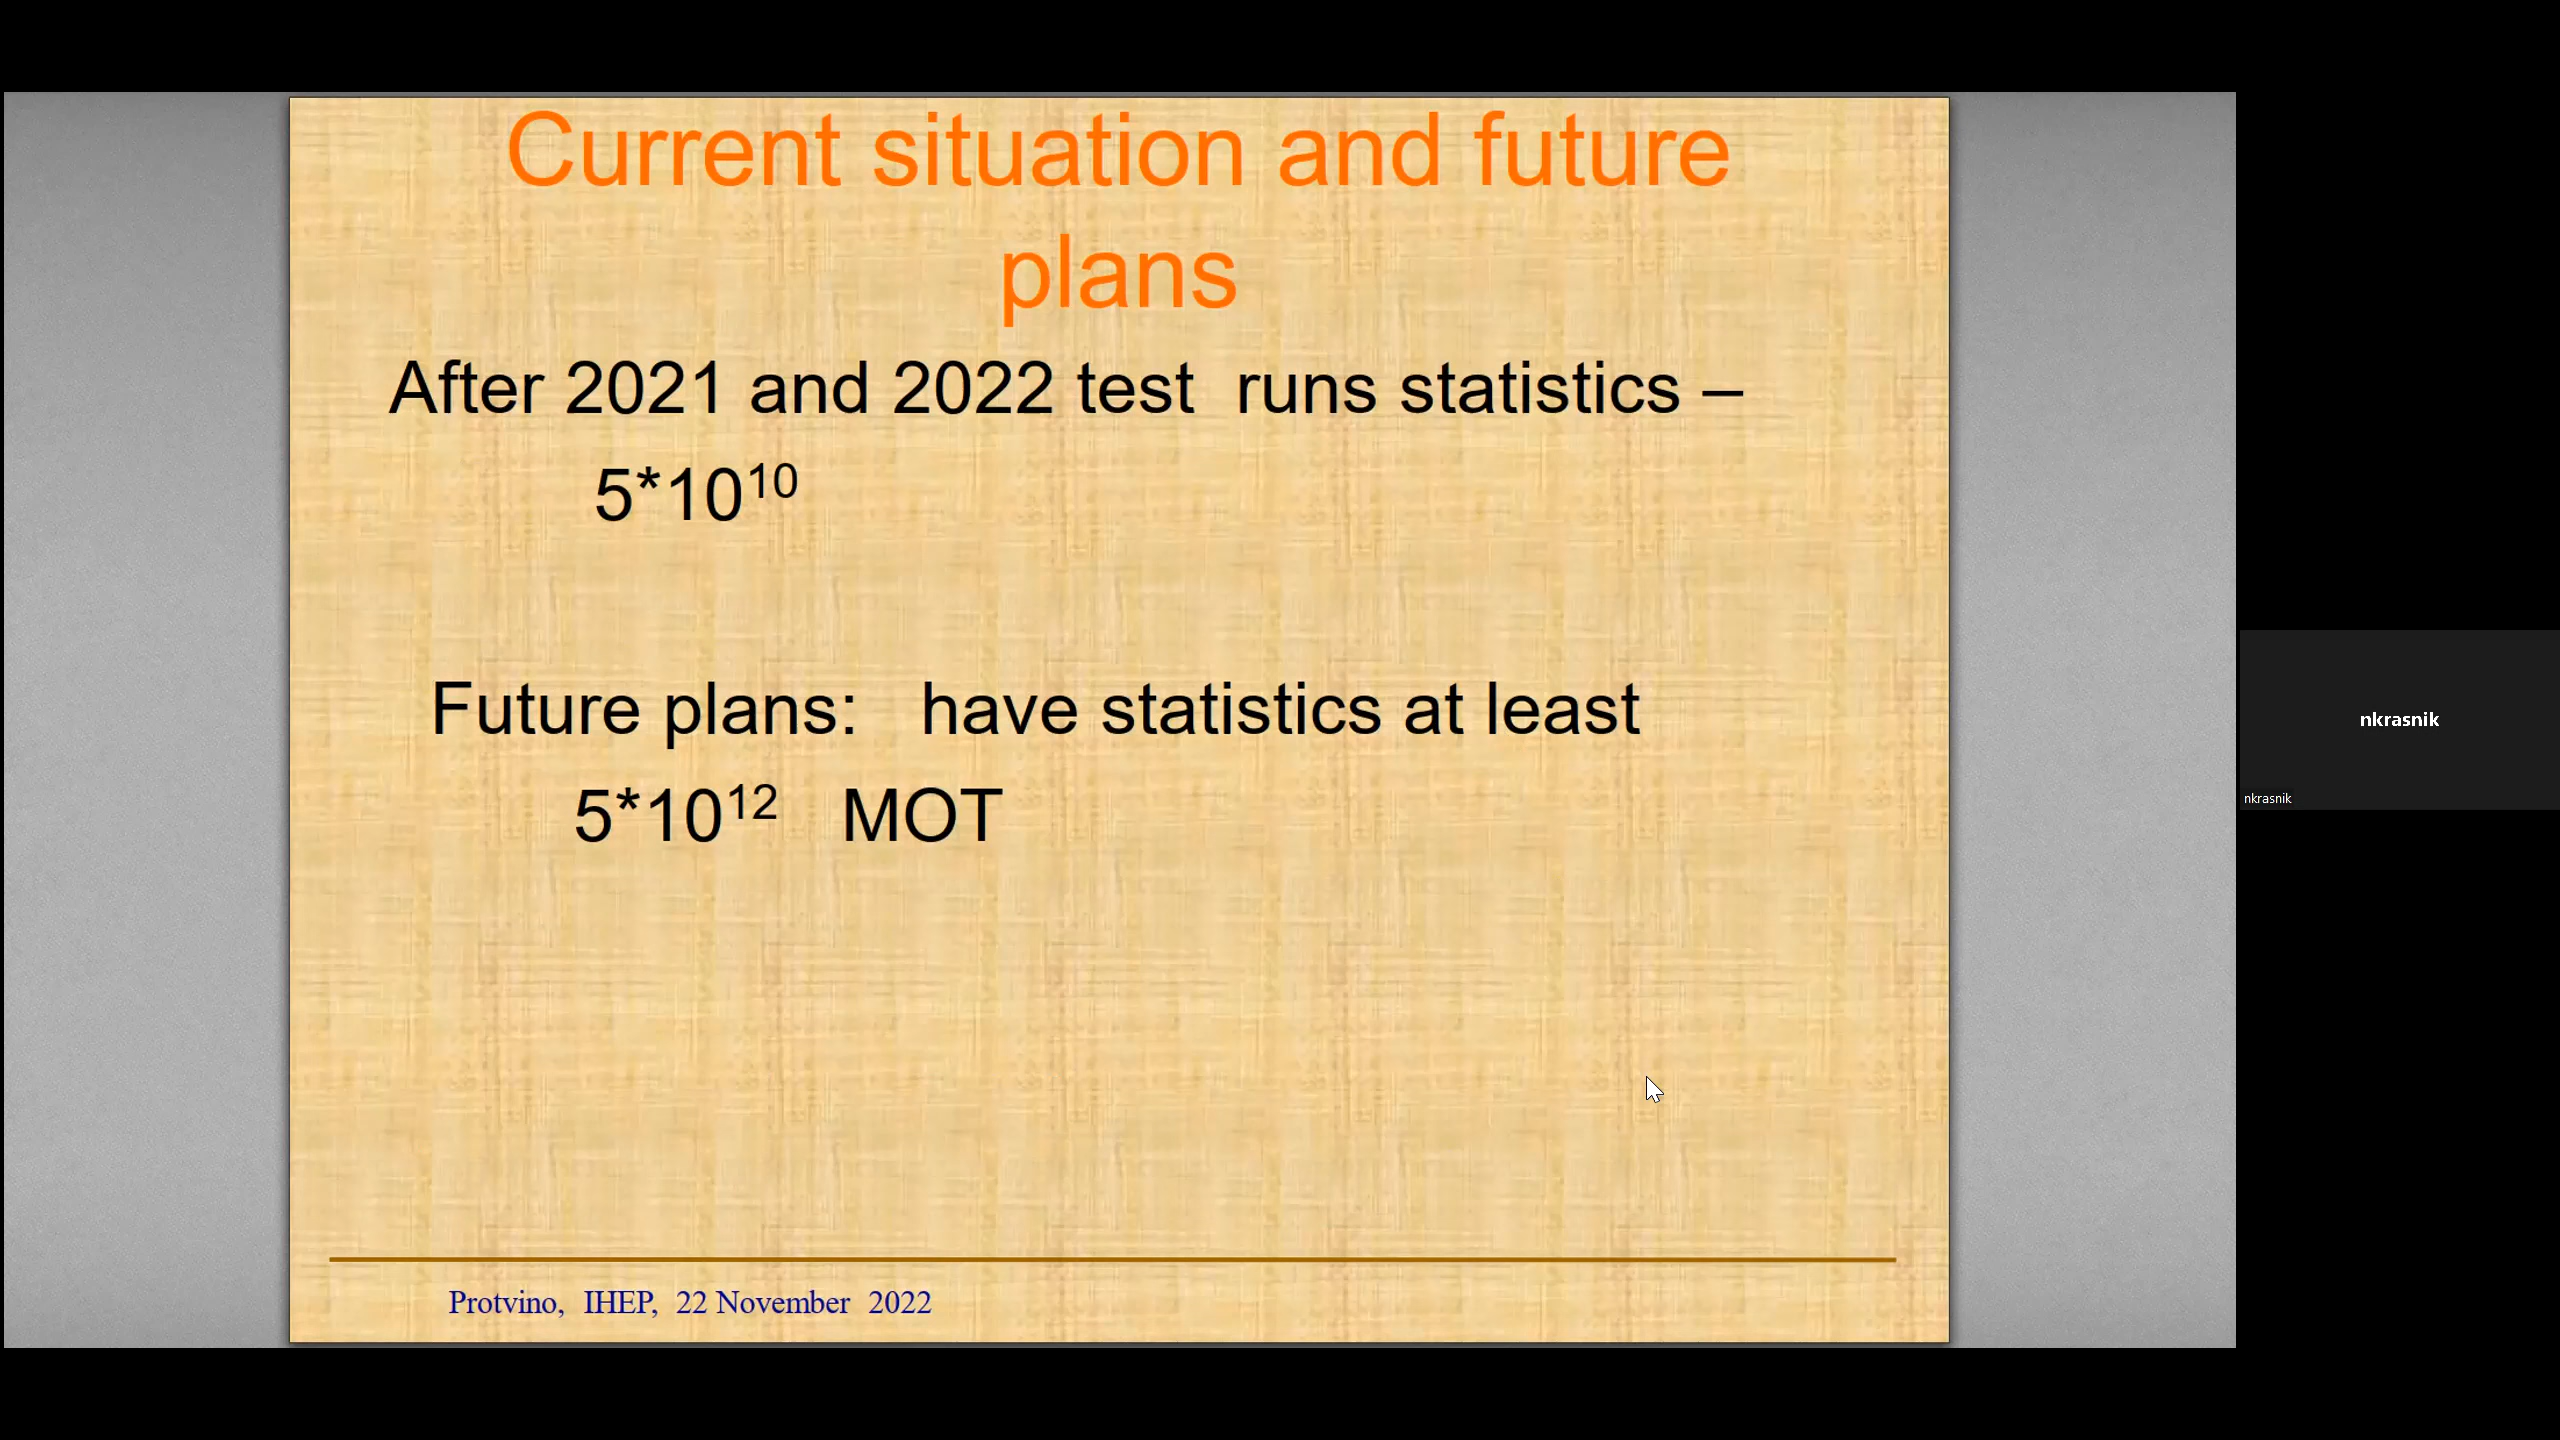 Current situation and future
plans
After 2021 and 2022 test  runs statistics –
5*10¹⁰
Future plans:   have statistics at least
5*10¹²   MOT
Protvino,  IHEP,  22 November  2022
nkrasnik
nkrasnik